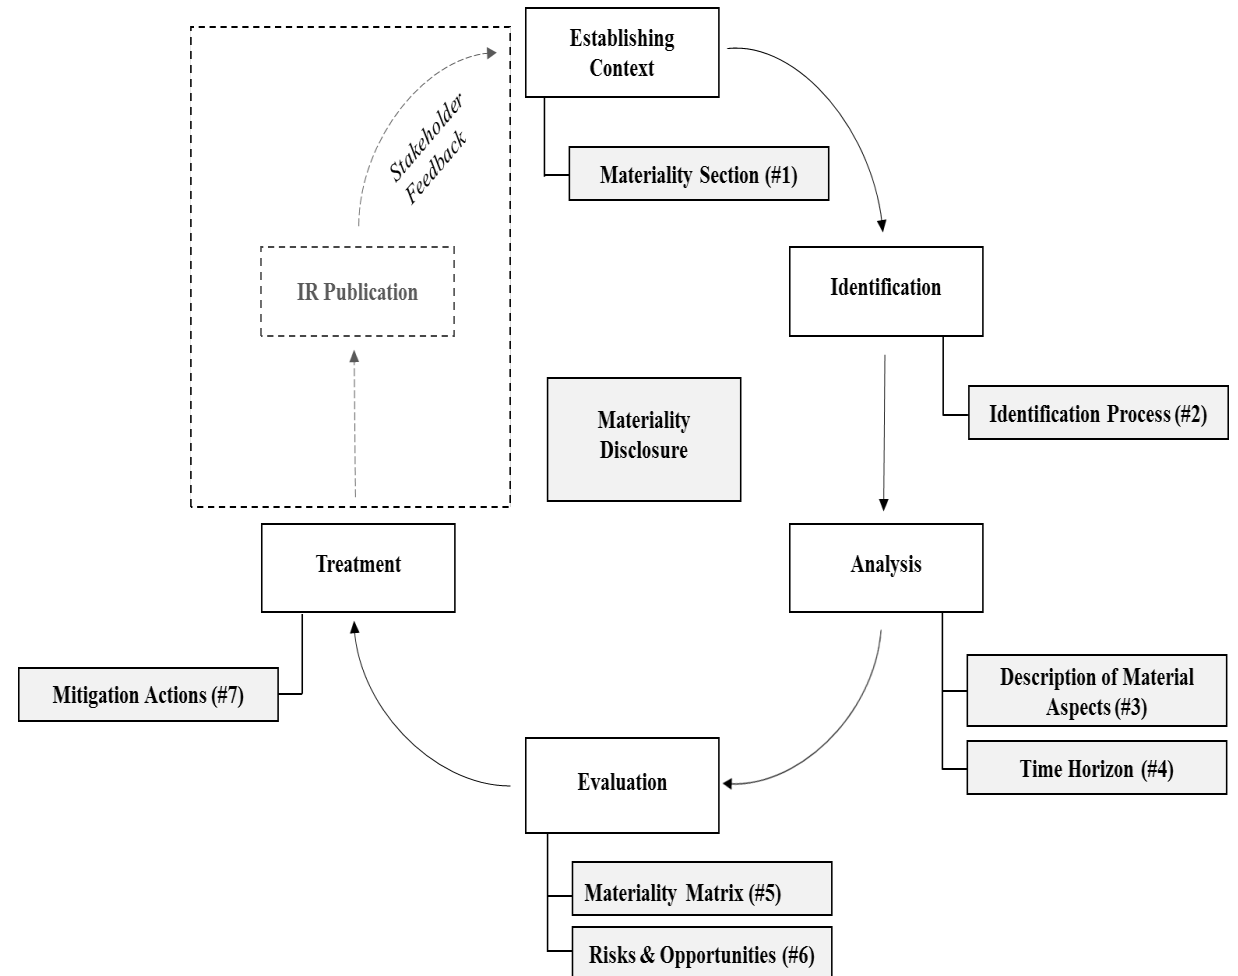 Establishing
Context
Materiality Section (#1)
Stakeholder
Feedback
IR Publication
Identification
Identification Process (#2)
Materiality
Disclosure
Treatment
Analysis
Mitigation Actions (#7)
Description of Material
Aspects (#3)
Time Horizon (#4)
Evaluation
Materiality Matrix (#5)
Risks & Opportunities (#6)